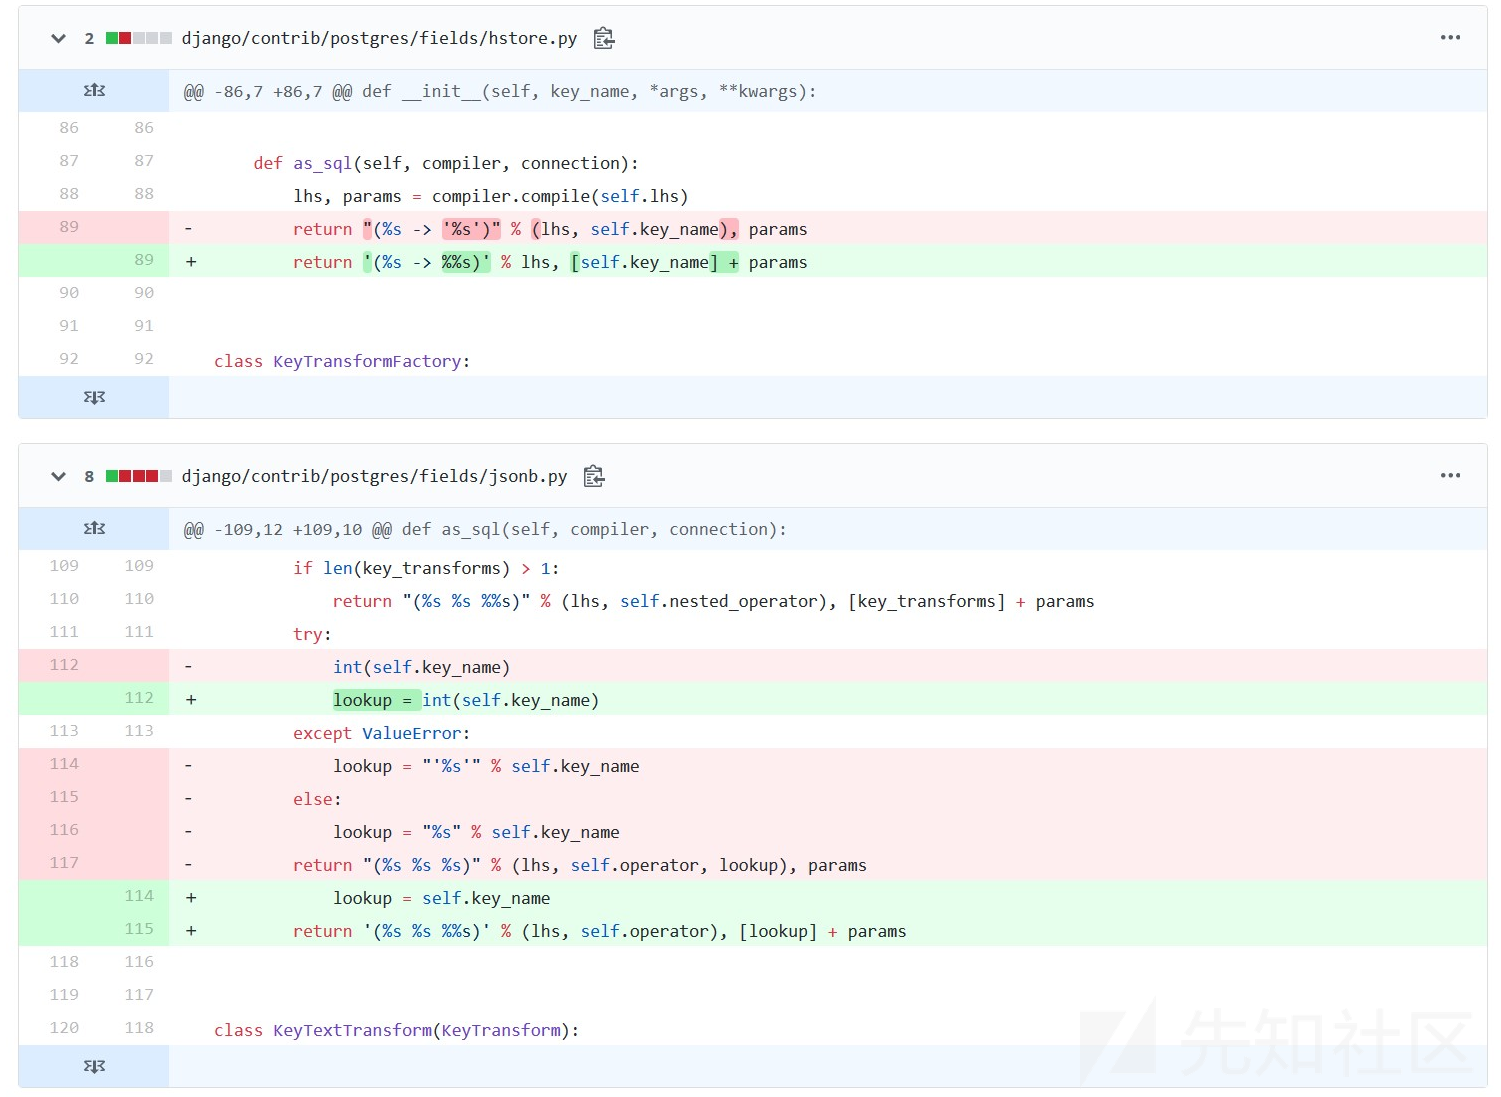 2 django/contrib/postgres/fields/hstore.py
@@ -86,7 +86,7 @@ def __init__(self, key_name, *args, **kwargs):
86 86
87 87 def as_sql(self, compiler, connection):
88 88 lhs, params = compiler.compile(self.lhs)
89 - return "(%s -> '%s')" % (lhs, self.key_name), params
89 + return '(%s -> %%s)' % lhs, [self.key_name] + params
90 90
91 91
92 92 class KeyTransformFactory:
8 django/contrib/postgres/fields/jsonb.py
@@ -109,12 +109,10 @@ def as_sql(self, compiler, connection):
109 109 if len(key_transforms) > 1:
110 110 return "(%s %s %%s)" % (lhs, self.nested_operator), [key_transforms] + params
111 111 try:
112 - int(self.key_name)
112 + lookup = int(self.key_name)
113 113 except ValueError:
114 - lookup = "'%s'" % self.key_name
115 - else:
116 - lookup = "%s" % self.key_name
117 - return "(%s %s %s)" % (lhs, self.operator, lookup), params
114 + lookup = self.key_name
115 + return '(%s %s %%s)' % (lhs, self.operator), [lookup] + params
118 116
119 117
120 118 class KeyTextTransform(KeyTransform):
先知社区